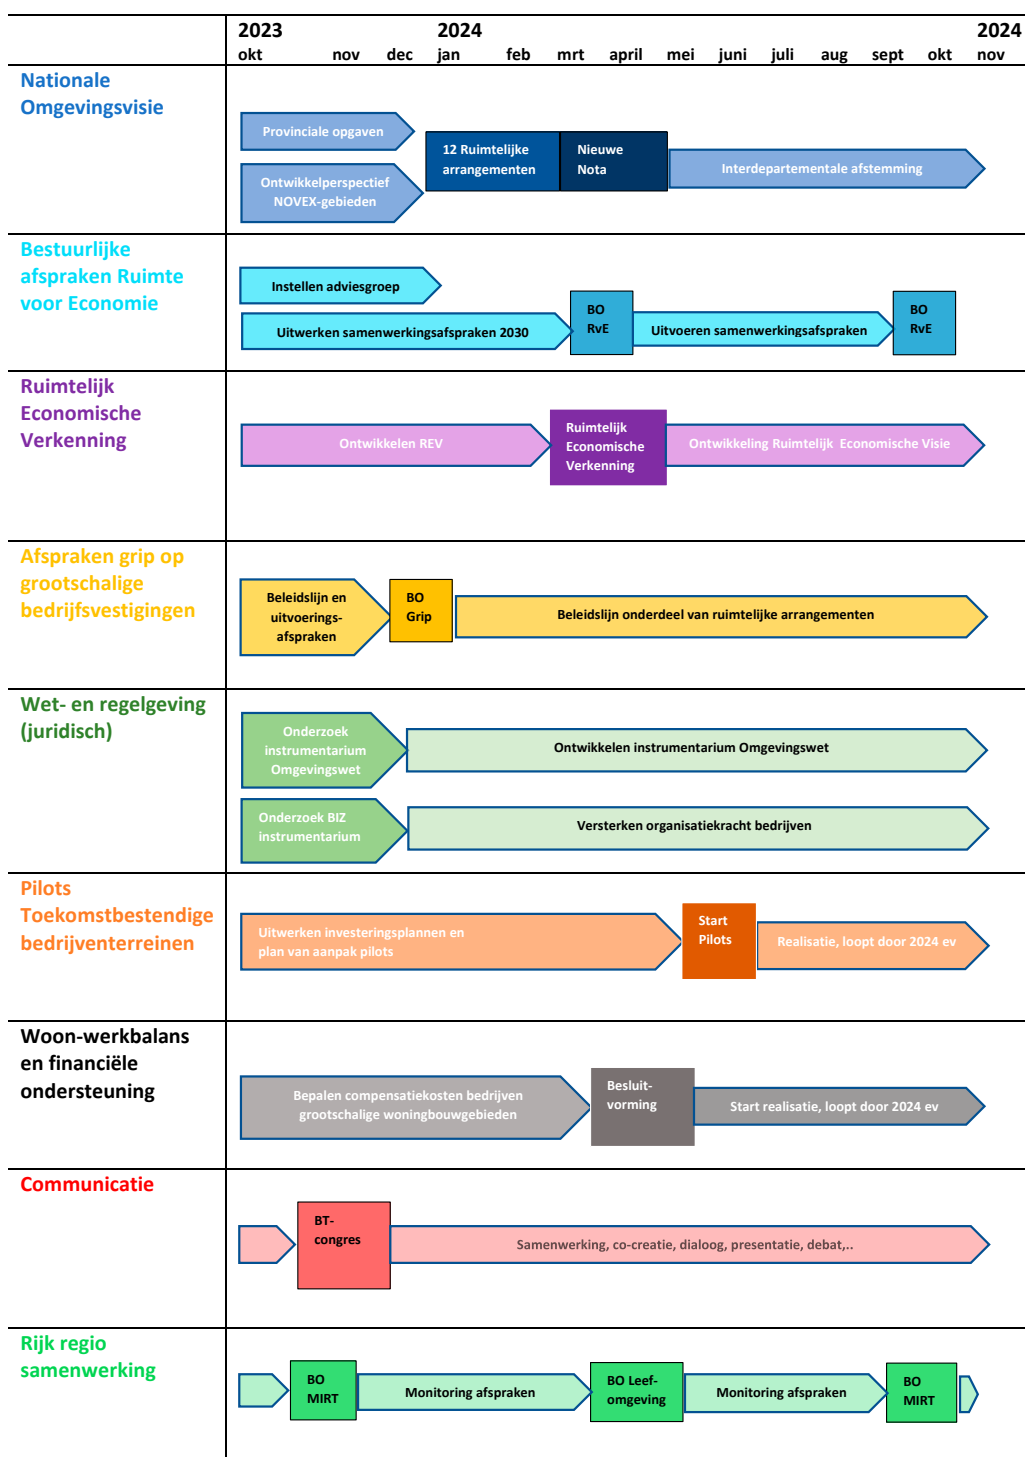 2023 2024 2024
okt nov dec jan feb mrt april mei juni juli aug sept okt nov
Nationale
Omgevingsvisie
Provinciale opgaven
Ontwikkelperspectief
NOVEX-gebieden
12 Ruimtelijke
arrangementen
Nieuwe
Nota
Interdepartementale afstemming
Bestuurlijke
afspraken Ruimte
voor Economie
Instellen adviesgroep
Uitwerken samenwerkingsafspraken 2030
BO
RvE
Uitvoeren samenwerkingsafspraken
BO
RvE
Ruimtelijk
Economische
Verkenning
Ontwikkelen REV
Ruimtelijk
Economische
Verkenning
Ontwikkeling Ruimtelijk Economische Visie
Afspraken grip op
grootschalige
bedrijfsvestigingen
Beleidslijn en
uitvoerings-
afspraken
BO
Grip
Beleidslijn onderdeel van ruimtelijke arrangementen
Wet- en regelgeving
(juridisch)
Onderzoek
instrumentarium
Omgevingswet
Ontwikkelen instrumentarium Omgevingswet
Onderzoek BIZ
instrumentarium
Versterken organisatiekracht bedrijven
Pilots
Toekomstbestendige
bedrijventerreinen
Uitwerken investeringsplannen en
plan van aanpak pilots
Start
Pilots
Realisatie, loopt door 2024 ev
Woon-werkbalans
en financiële
ondersteuning
Bepalen compensatiekosten bedrijven
grootschalige woningbouwgebieden
Besluit-
vorming
Start realisatie, loopt door 2024 ev
Communicatie
BT-
congres
Samenwerking, co-creatie, dialoog, presentatie, debat,..
Rijk regio
samenwerking
BO
MIRT
Monitoring afspraken
BO Leef-
omgeving
Monitoring afspraken
BO
MIRT